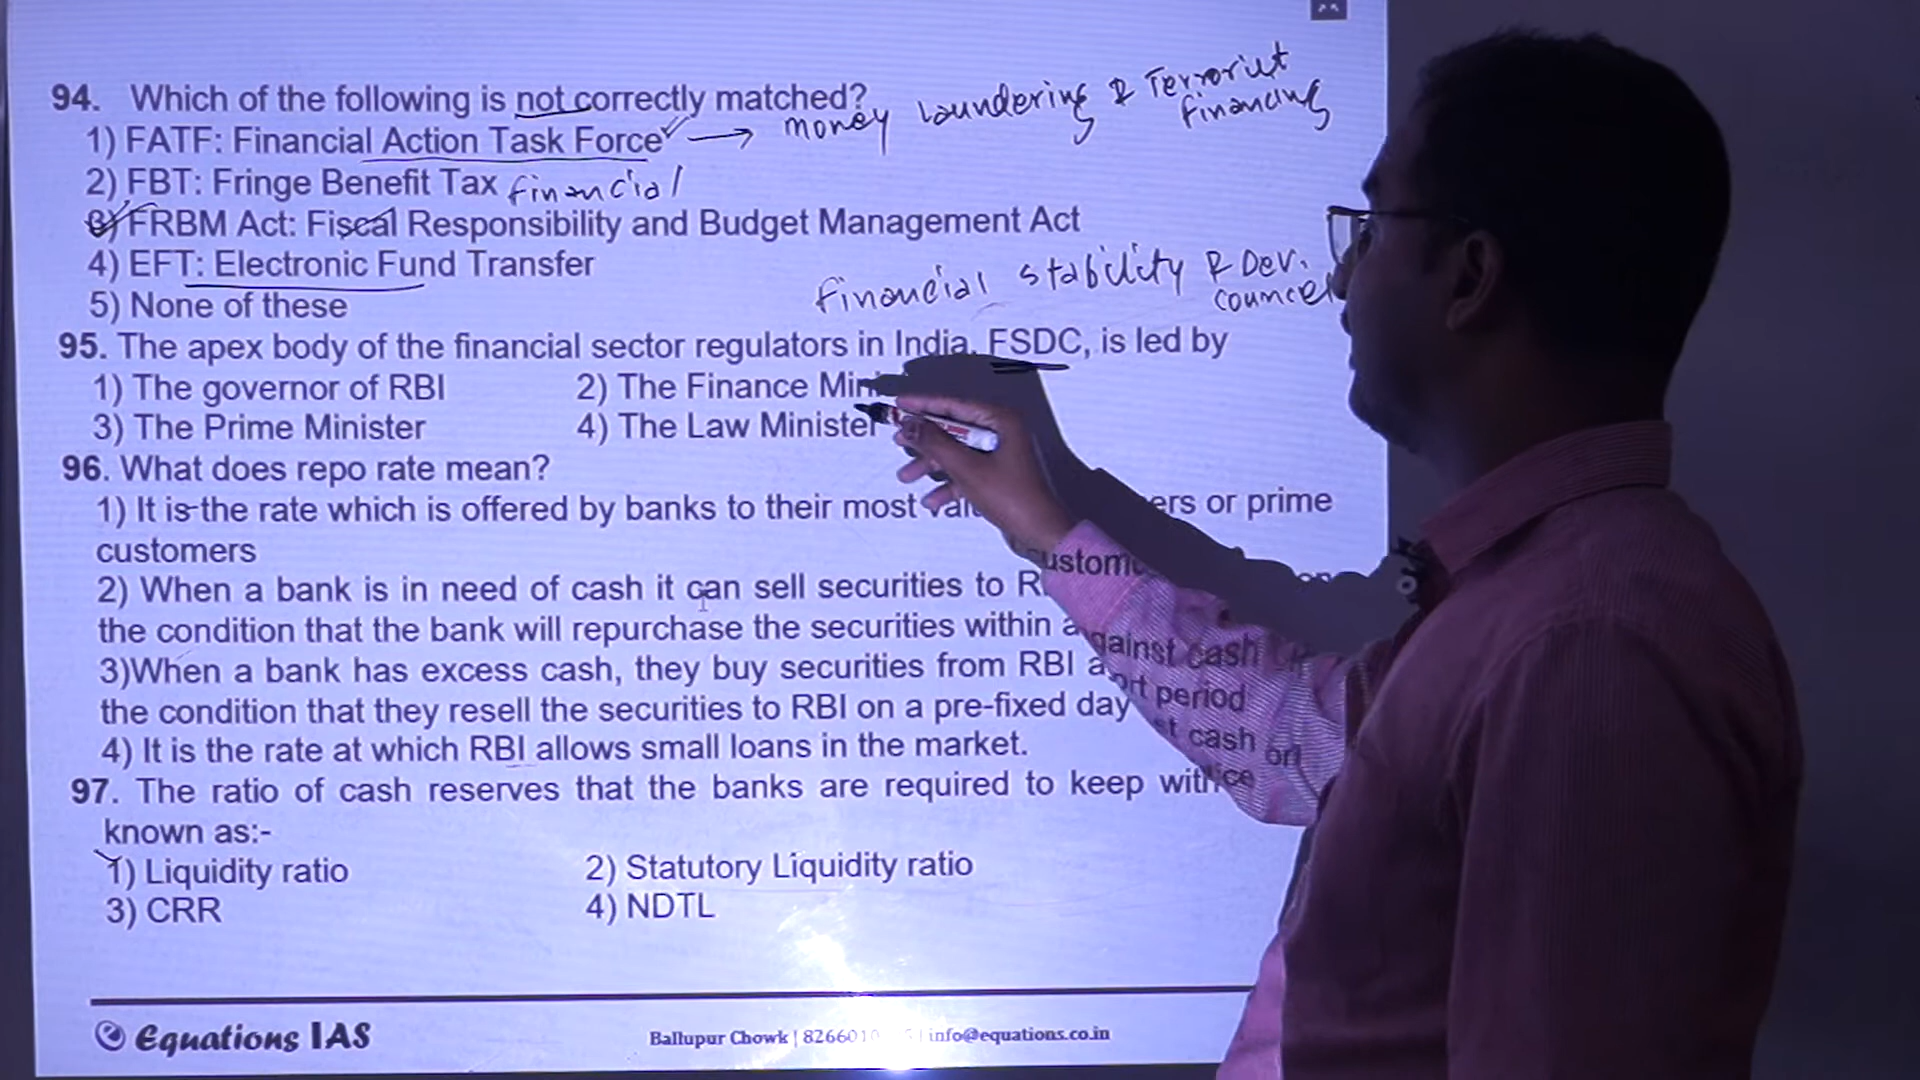 94. Which of the following is not correctly matched?
1) FATF: Financial Action Task Force → money laundering & Terrorist financing
2) FBT: Fringe Benefit Tax financial
3) FRBM Act: Fiscal Responsibility and Budget Management Act
4) EFT: Electronic Fund Transfer
financial stability & Dev.
5) None of these
95. The apex body of the financial sector regulators in India, FSDC, is led by
1) The governor of RBI 2) The Finance
3) The Prime Minister 4) The Law Minister
96. What does repo rate mean?
1) It is the rate which is offered by banks to their most or prime
customers
2) When a bank is in need of cash it can sell securities to
the condition that the bank will repurchase the securities within a
against cash
3)When a bank has excess cash, they buy securities from RBI
period
the condition that they resell the securities to RBI on a pre-fixed day
cash on
4) It is the rate at which RBI allows small loans in the market.
97. The ratio of cash reserves that the banks are required to keep with
known as:-
1) Liquidity ratio 2) Statutory Liquidity ratio
3) CRR 4) NDTL
Equations IAS
Ballupur Chowk | 826601 | info@equations.co.in